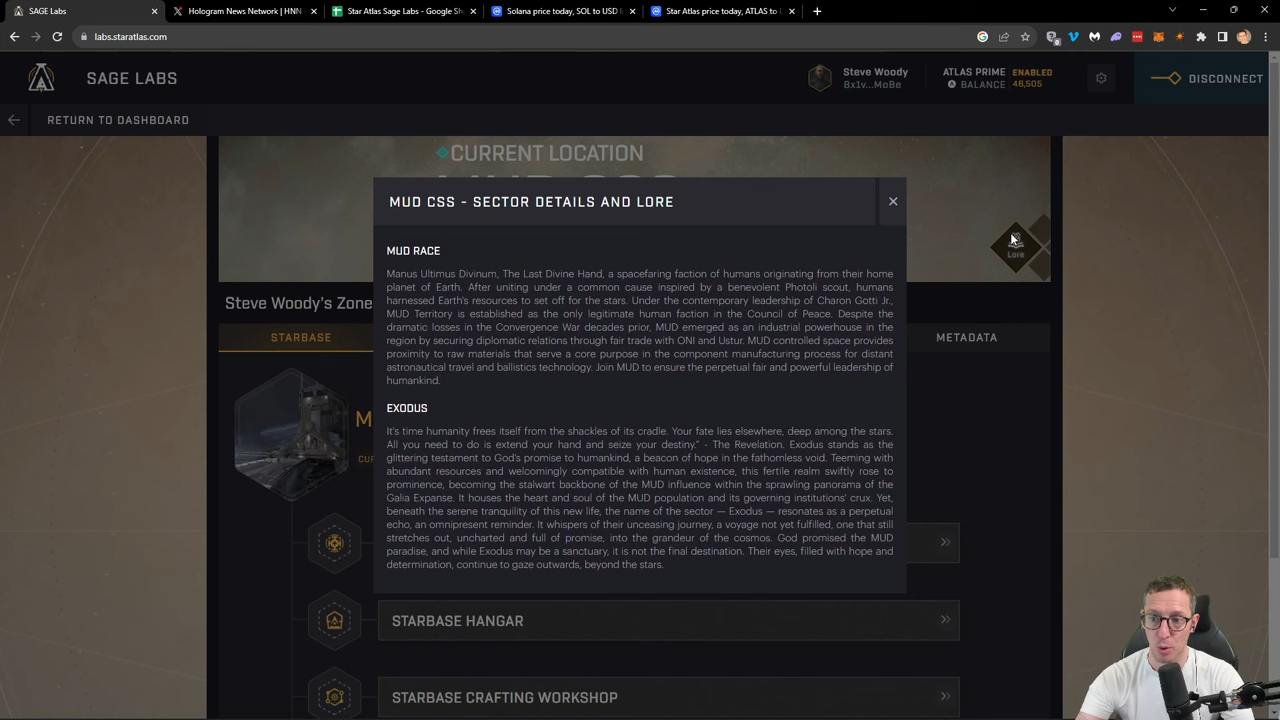 SAGE Labs
Hologram News Network | HNN
Star Atlas Sage Labs - Google Sh
Solana price today, SOL to USD li
Star Atlas price today, ATLAS to U
labs.staratlas.com
SAGE LABS
Steve Woody
Bx1v...MoBe
ATLAS PRIME ENABLED
BALANCE 46,505
DISCONNECT
RETURN TO DASHBOARD
CURRENT LOCATION
MUD CSS - SECTOR DETAILS AND LORE
Lore
MUD RACE
Manus Ultimus Divinum, The Last Divine Hand, a spacefaring faction of humans originating from their home
planet of Earth. After uniting under a common cause inspired by a benevolent Photoli scout, humans
harnessed Earth's resources to set off for the stars. Under the contemporary leadership of Charon Gotti Jr.,
MUD Territory is established as the only legitimate human faction in the Council of Peace. Despite the
dramatic losses in the Convergence War decades prior, MUD emerged as an industrial powerhouse in the
region by securing diplomatic relations through fair trade with ONI and Ustur. MUD controlled space provides
proximity to raw materials that serve a core purpose in the component manufacturing process for distant
astronautical travel and ballistics technology. Join MUD to ensure the perpetual fair and powerful leadership of
humankind.
Steve Woody's Zone
STARBASE
METADATA
EXODUS
It's time humanity frees itself from the shackles of its cradle. Your fate lies elsewhere, deep among the stars.
All you need to do is extend your hand and seize your destiny." - The Revelation. Exodus stands as the
glittering testament to God's promise to humankind, a beacon of hope in the fathomless void. Teeming with
abundant resources and welcomingly compatible with human existence, this fertile realm swiftly rose to
prominence, becoming the stalwart backbone of the MUD influence within the sprawling panorama of the
Galia Expanse. It houses the heart and soul of the MUD population and its governing institutions' crux. Yet,
beneath the serene tranquility of this new life, the name of the sector — Exodus — resonates as a perpetual
echo, an omnipresent reminder. It whispers of their unceasing journey, a voyage not yet fulfilled, one that still
stretches out, uncharted and full of promise, into the grandeur of the cosmos. God promised the MUD
paradise, and while Exodus may be a sanctuary, it is not the final destination. Their eyes, filled with hope and
determination, continue to gaze outwards, beyond the stars.
STARBASE HANGAR
STARBASE CRAFTING WORKSHOP